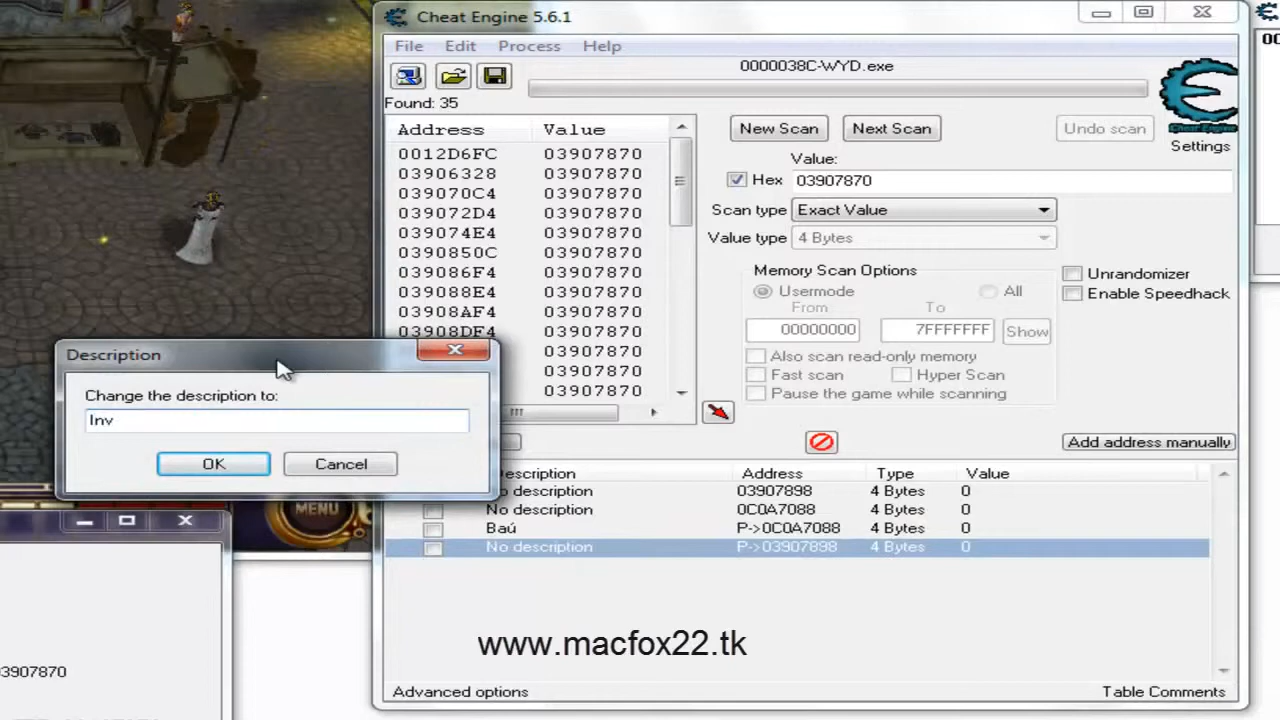 Cheat Engine 5.6.1
File Edit Process Help
0000038C-WYD.exe
Found: 35
Address Value
0012D6FC 03907870
03906328 03907870
039070C4 03907870
039072D4 03907870
039074E4 03907870
0390850C 03907870
039086F4 03907870
039088E4 03907870
03908AF4 03907870
03908DF4 03907870
03907870
03907870
03907870
New Scan Next Scan Undo scan
Cheat Engine
Settings
Value:
Hex 03907870
Scan type Exact Value
Value type 4 Bytes
Memory Scan Options
Usermode All
From To
00000000 7FFFFFFF Show
Also scan read-only memory
Fast scan Hyper Scan
Pause the game while scanning
Unrandomizer
Enable Speedhack
Add address manually
Description
Change the description to:
Inv
OK Cancel
escription Address Type Value
o description 03907898 4 Bytes 0
No description 0C0A7088 4 Bytes 0
Baú P->0C0A7088 4 Bytes 0
No description P->03907898 4 Bytes 0
MENU
03907870
www.macfox22.tk
Advanced options Table Comments